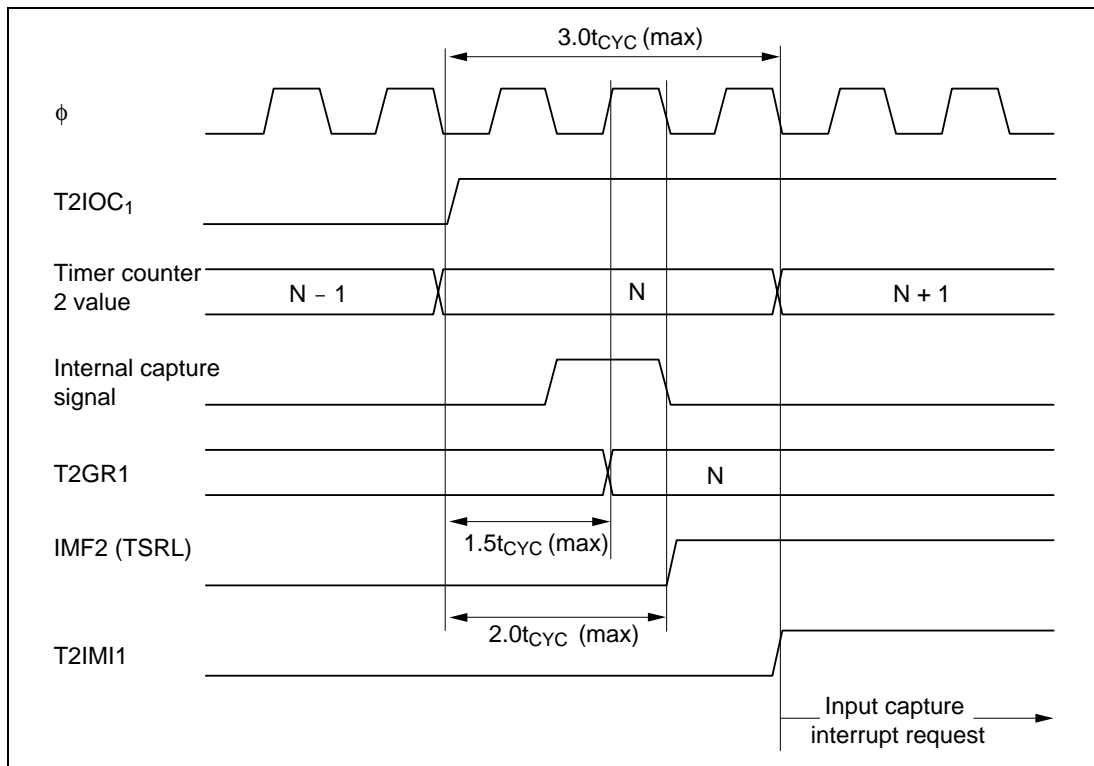 3.0tCYC (max)
ϕ
T2IOC1
Timer counter
2 value
N – 1
N
N + 1
Internal capture
signal
T2GR1
N
1.5tCYC (max)
IMF2 (TSRL)
2.0tCYC (max)
T2IMI1
Input capture
interrupt request